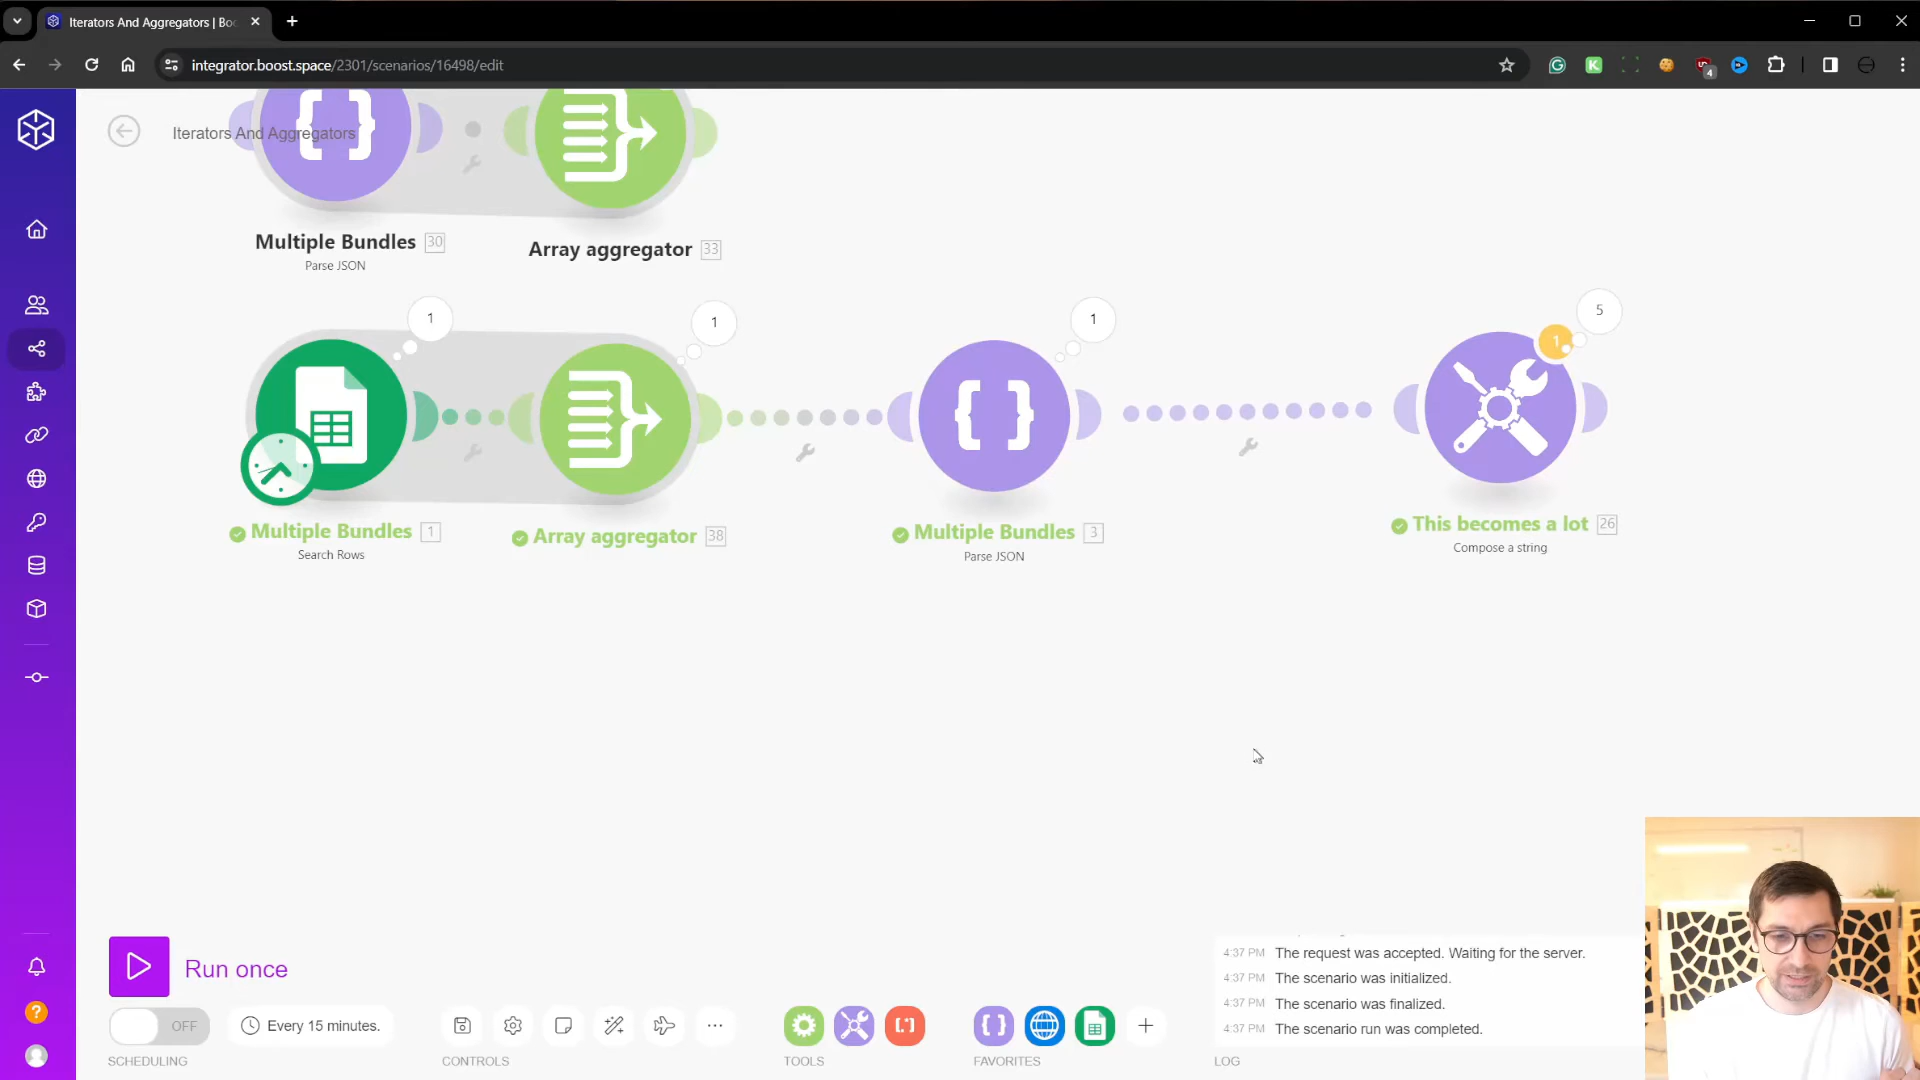 Iterators And Aggregators | Boo
integrator.boost.space/2301/scenarios/16498/edit
4
Iterators And Aggregators
Multiple Bundles 30
Parse JSON
Array aggregator 33
1
1
1
1
5
Multiple Bundles 1
Search Rows
Array aggregator 38
Multiple Bundles 3
Parse JSON
This becomes a lot 26
Compose a string
Run once
4:37 PM The request was accepted. Waiting for the server.
4:37 PM The scenario was initialized.
4:37 PM The scenario was finalized.
4:37 PM The scenario run was completed.
OFF
Every 15 minutes.
SCHEDULING
CONTROLS
TOOLS
FAVORITES
LOG